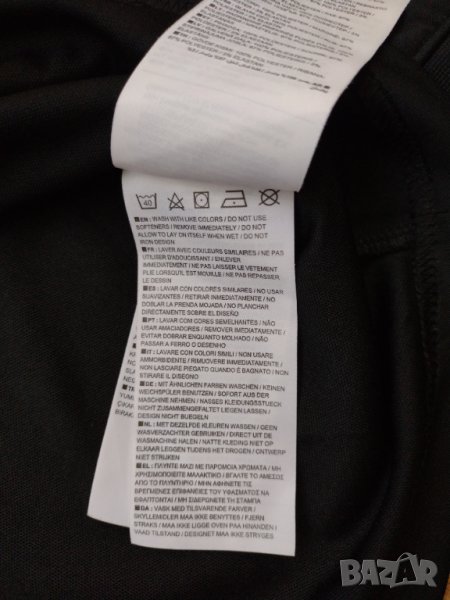 40
EN : WASH WITH LIKE COLORS / DO NOT USE
SOFTENERS / REMOVE IMMEDIATELY / DO NOT
ALLOW TO LAY ON ITSELF WHEN WET / DO NOT
IRON DESIGN
FR : LAVER AVEC COULEURS SIMILAIRES / NE PAS
UTILISER D'ADOUCISSANT / ENLEVER
IMMEDIATEMENT / NE PAS LAISSER LE VETEMENT
PLIE LORSQU'IL EST MOUILLE / NE PAS REPASSER
LE DESSIN
ES : LAVAR CON COLORES SIMILARES / NO USAR
SUAVIZANTES / RETIRAR INMEDIATAMENTE / NO
DOBLAR LA PRENDA MOJADA / NO PLANCHAR
DIRECTAMENTE SOBRE EL DISEÑO
PT : LAVAR COM CORES SEMELHANTES / NÃO
USAR AMACIADORES / REMOVER IMEDIATAMENTE /
EVITAR DOBRAR ENQUANTO MOLHADO / NÃO
PASSAR A FERRO O DESENHO
IT : LAVARE CON COLORI SIMILI / NON USARE
AMMORBIDENTE / RIMUOVERE IMMEDIATAMENTE /
NON LASCIARE PIEGATO QUANDO È BAGNATO / NON
STIRARE IL DISEGNO
DE : MIT ÄHNLICHEN FARBEN WASCHEN / KEINEN
WEICHSPÜLER BENUTZEN / SOFORT AUS DER
MASCHINE NEHMEN / KLEIDUNGSSTUECK
NICHT ZUSAMMENGEFALTET LIEGEN LASSEN /
DESIGN NICHT BUEGELN
NL : MET DEZELFDE KLEUREN WASSEN / GEEN
WASVERZACHTER GEBRUIKEN / DIRECT UIT DE
WASMACHINE HALEN / NATTE KLEDING NIET OP
ELKAAR LEGGEN TIJDENS HET DROGEN / ONTWERP
NIET STRIJKEN
EL : ΠΛΥΝΤΕ ΜΑΖΙ ΜΕ ΠΑΡΟΜΟΙΑ ΧΡΩΜΑΤΑ / ΜΗ
ΧΡΗΣΙΜΟΠΟΙΕΙΤΕ ΜΑΛΑΚΤΙΚΟ / ΒΓΑΛΤΕ ΤΟ ΑΜΕΣΩΣ
ΑΠΟ ΤΟ ΠΛΥΝΤΗΡΙΟ / ΜΗΝ ΑΦΗΝΕΤΕ ΤΙΣ
ΒΡΕΓΜΕΝΕΣ ΕΠΙΦΑΝΕΙΕΣ ΤΟΥ ΥΦΑΣΜΑΤΟΣ ΝΑ
ΕΦΑΠΤΟΝΤΑΙ / ΜΗ ΣΙΔΕΡΩΝΕΤΕ ΤΗ ΣΤΑΜΠΑ
DA : VASK MED TILSVARENDE FARVER /
SKYLLEMIDLER MAA IKKE BENYTTES / FJERN
STRAKS / MAA IKKE LIGGE OVEN PAA HINANDEN /
VAAD TILSTAND / DESIGNET MAA IKKE STRYGES
BAZAR